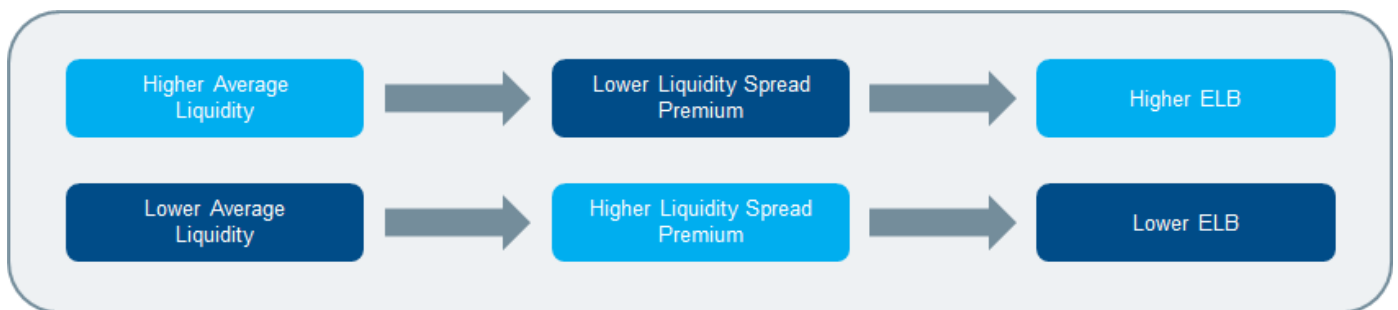 Higher Average
Liquidity
Lower Liquidity Spread
Premium
Higher ELB
Lower Average
Liquidity
Higher Liquidity Spread
Premium
Lower ELB